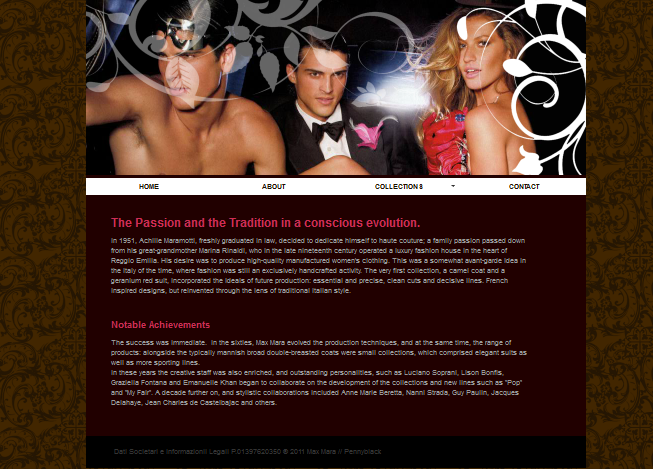 HOME ABOUT COLLECTIONS CONTACT
The Passion and the Tradition in a conscious evolution.
In 1951, Achille Maramotti, freshly graduated in law, decided to dedicate himself to haute couture; a family passion passed down
from his great-grandmother Marina Rinaldi, who in the late nineteenth century operated a luxury fashion house in the heart of
Reggio Emilia. His desire was to produce high-quality manufactured women's clothing. This was a somewhat avant-garde idea in
the Italy of the time, where fashion was still an exclusively handcrafted activity. The very first collection, a camel coat and a
geranium red suit, incorporated the ideals of future production: essential and precise, clean cuts and decisive lines. French
inspired designs, but reinvented through the lens of traditional Italian style.
Notable Achievements
The success was immediate. In the sixties, Max Mara evolved the production techniques, and at the same time, the range of
products: alongside the typically mannish broad double-breasted coats were small collections, which comprised elegant suits as
well as more sporting lines.
In these years the creative staff was also enriched, and outstanding personalities, such as Luciano Soprani, Lison Bonfis,
Graziella Fontana and Emanuelle Khan began to collaborate on the development of the collections and new lines such as "Pop"
and "My Fair". A decade further on, and stylistic collaborations included Anne Marie Beretta, Nanni Strada, Guy Paulin, Jacques
Delahaye, Jean Charles de Castelbajac and others.
Dati Societari e Informazionil Legali P.01397620350 © 2011 Max Mara // Pennyblack